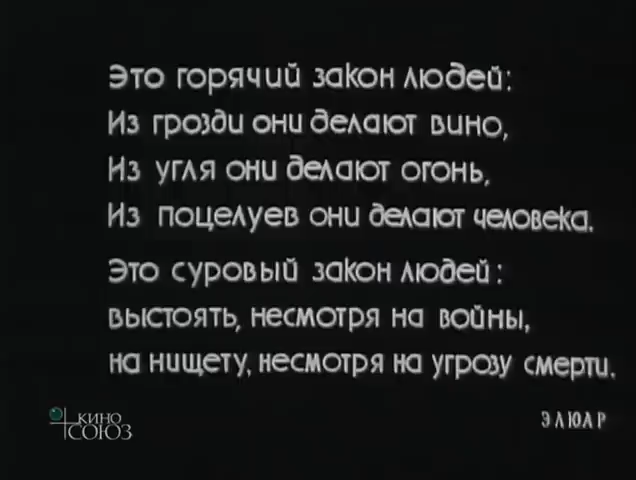 Это горячий закон людей:
Из грозди они делают вино,
Из угля они делают огонь,
Из поцелуев они делают человека.
Это суровый закон людей:
выстоять, несмотря на войны,
на нищету, несмотря на угрозу смерти.
ЭЛЮАР
КИНО
СОЮЗ